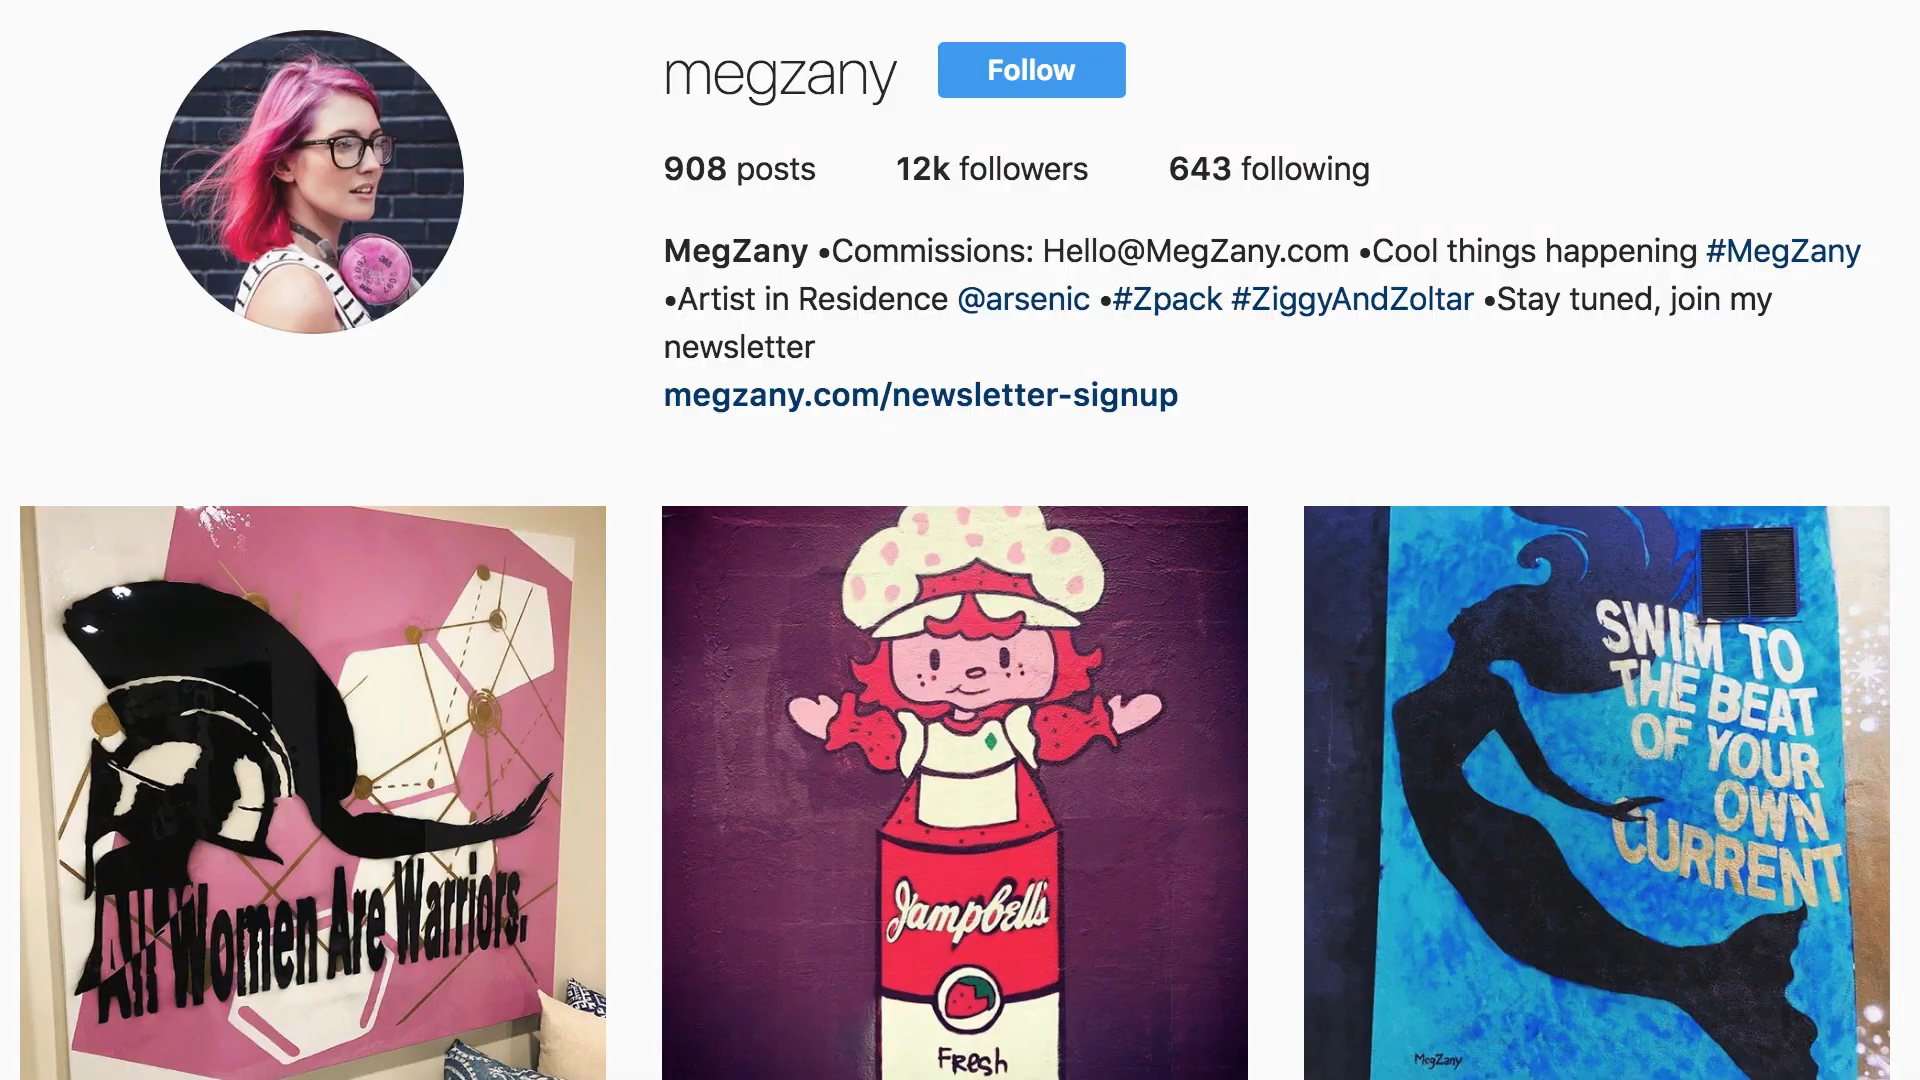 megzany Follow
908 posts 12k followers 643 following
MegZany •Commissions: Hello@MegZany.com •Cool things happening #MegZany
•Artist in Residence @arsenic •#Zpack #ZiggyAndZoltar •Stay tuned, join my
newsletter
megzany.com/newsletter-signup
All Women Are Warriors.
Jampbells
Fresh
SWIM TO
THE BEAT
OF YOUR
OWN
CURRENT
MegZany